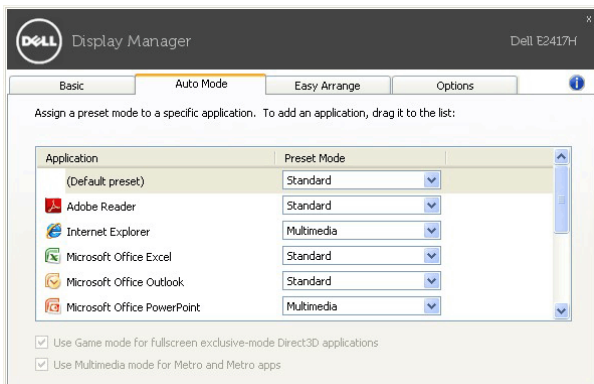 DELL Display Manager
x
Dell E2417H
Basic Auto Mode Easy Arrange Options i
Assign a preset mode to a specific application. To add an application, drag it to the list:
Application Preset Mode
(Default preset) Standard
Adobe Reader Standard
Internet Explorer Multimedia
Microsoft Office Excel Standard
Microsoft Office Outlook Standard
Microsoft Office PowerPoint Multimedia
Use Game mode for fullscreen exclusive-mode Direct3D applications
Use Multimedia mode for Metro and Metro apps